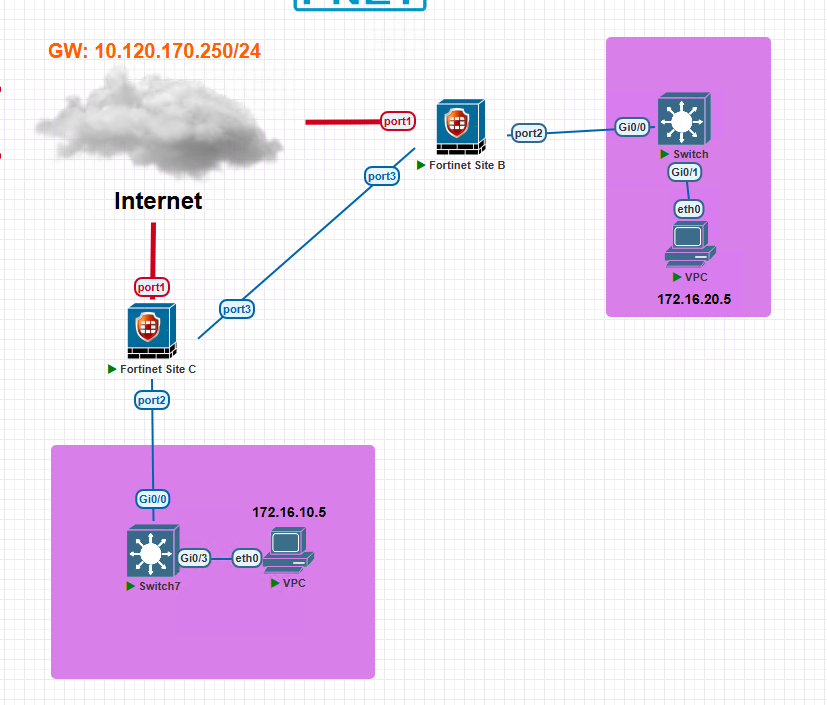 GW: 10.120.170.250/24
port1
port2
Gi0/0
Switch
Fortinet Site B
Gi0/1
port3
Internet
eth0
VPC
172.16.20.5
port1
port3
Fortinet Site C
port2
Gi0/0
172.16.10.5
Gi0/3
eth0
Switch7
VPC